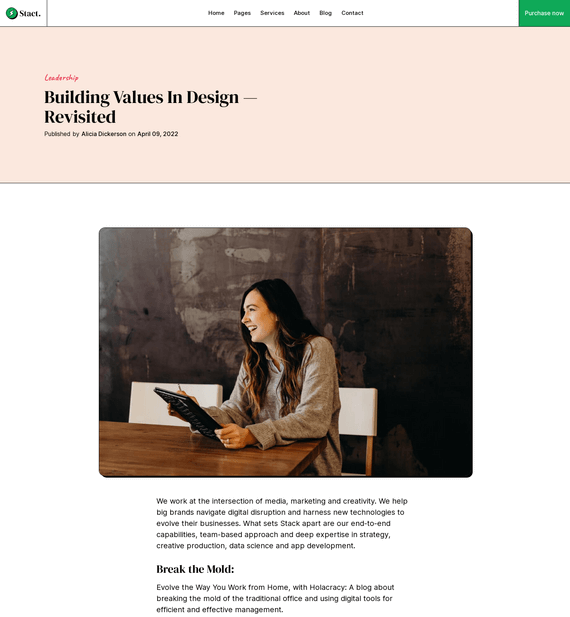 Stact.
Home Pages Services About Blog Contact
Purchase now
Leadership
Building Values In Design —
Revisited
Published by Alicia Dickerson on April 09, 2022
We work at the intersection of media, marketing and creativity. We help
big brands navigate digital disruption and harness new technologies to
evolve their businesses. What sets Stack apart are our end-to-end
capabilities, team-based approach and deep expertise in strategy,
creative production, data science and app development.
Break the Mold:
Evolve the Way You Work from Home, with Holacracy: A blog about
breaking the mold of the traditional office and using digital tools for
efficient and effective management.